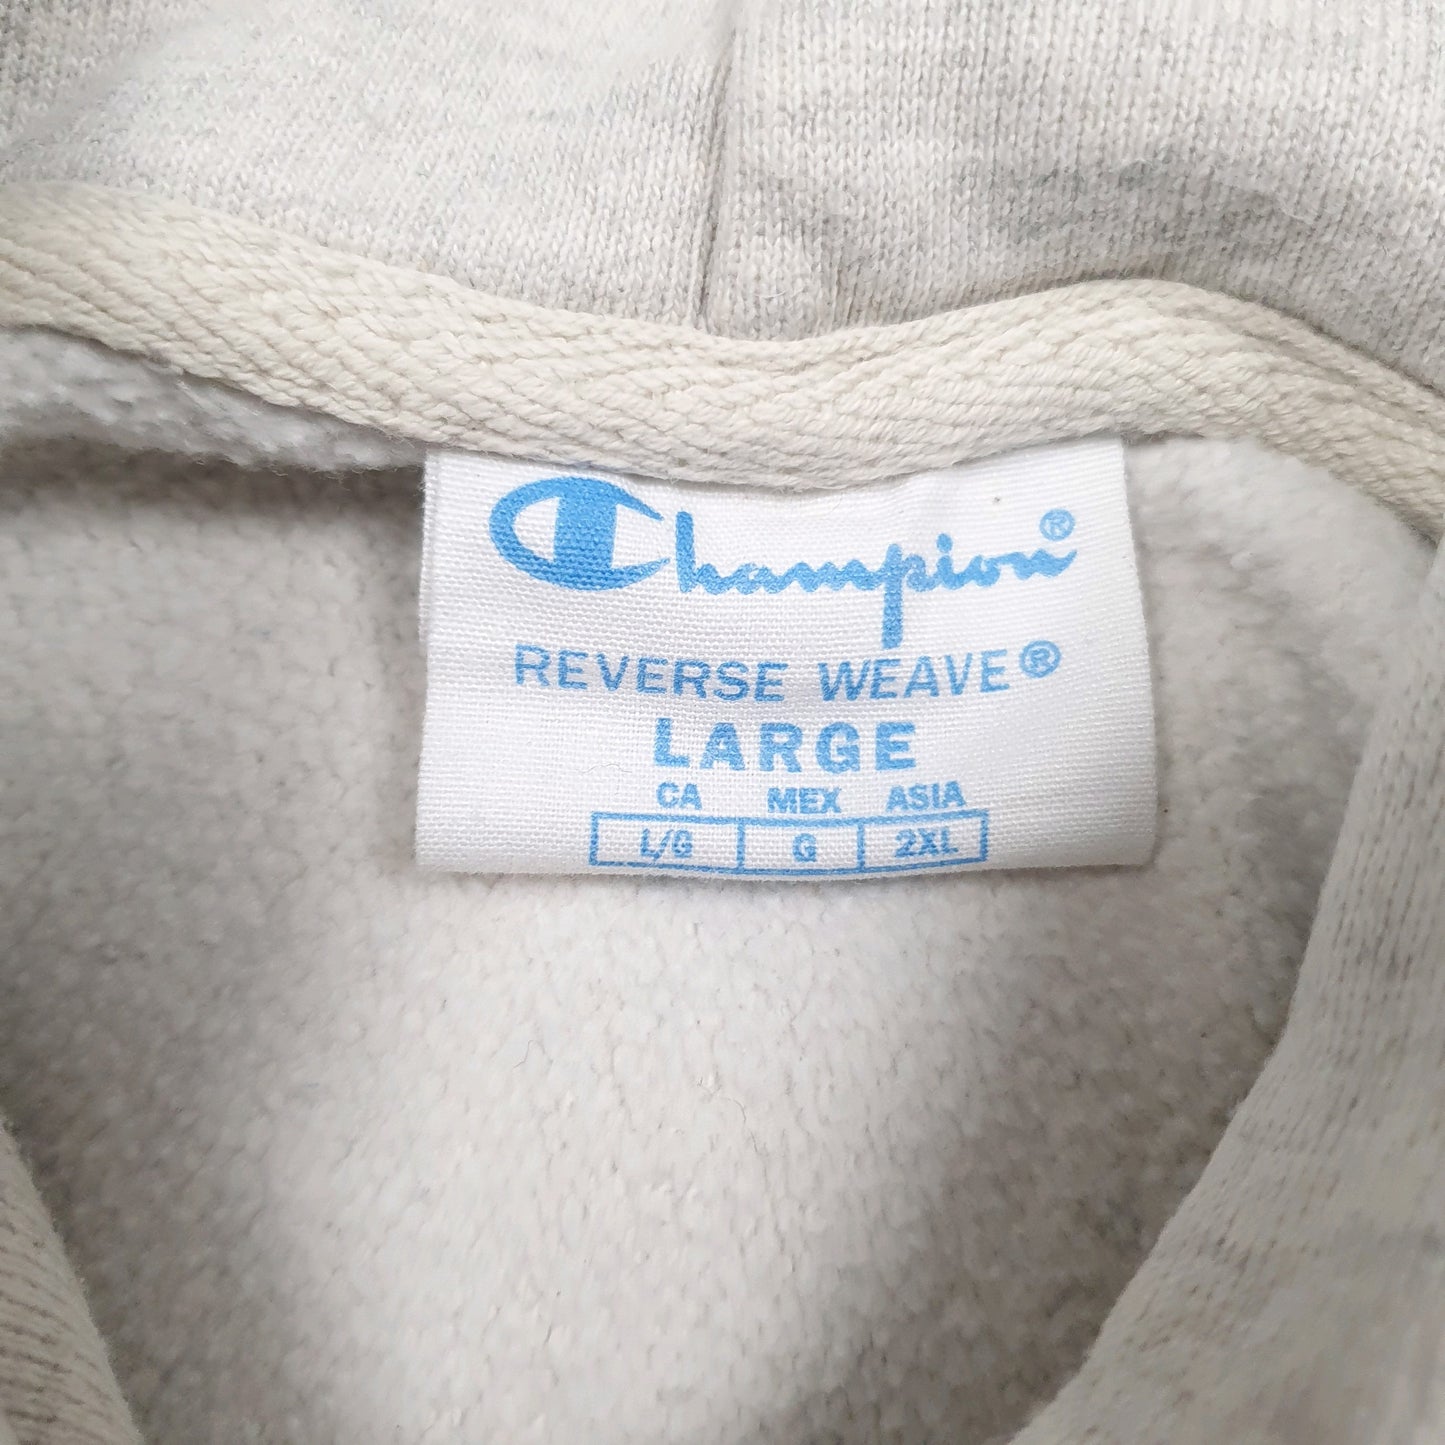 Champion®
REVERSE WEAVE®
LARGE
CA MEX ASIA
L/G G 2XL